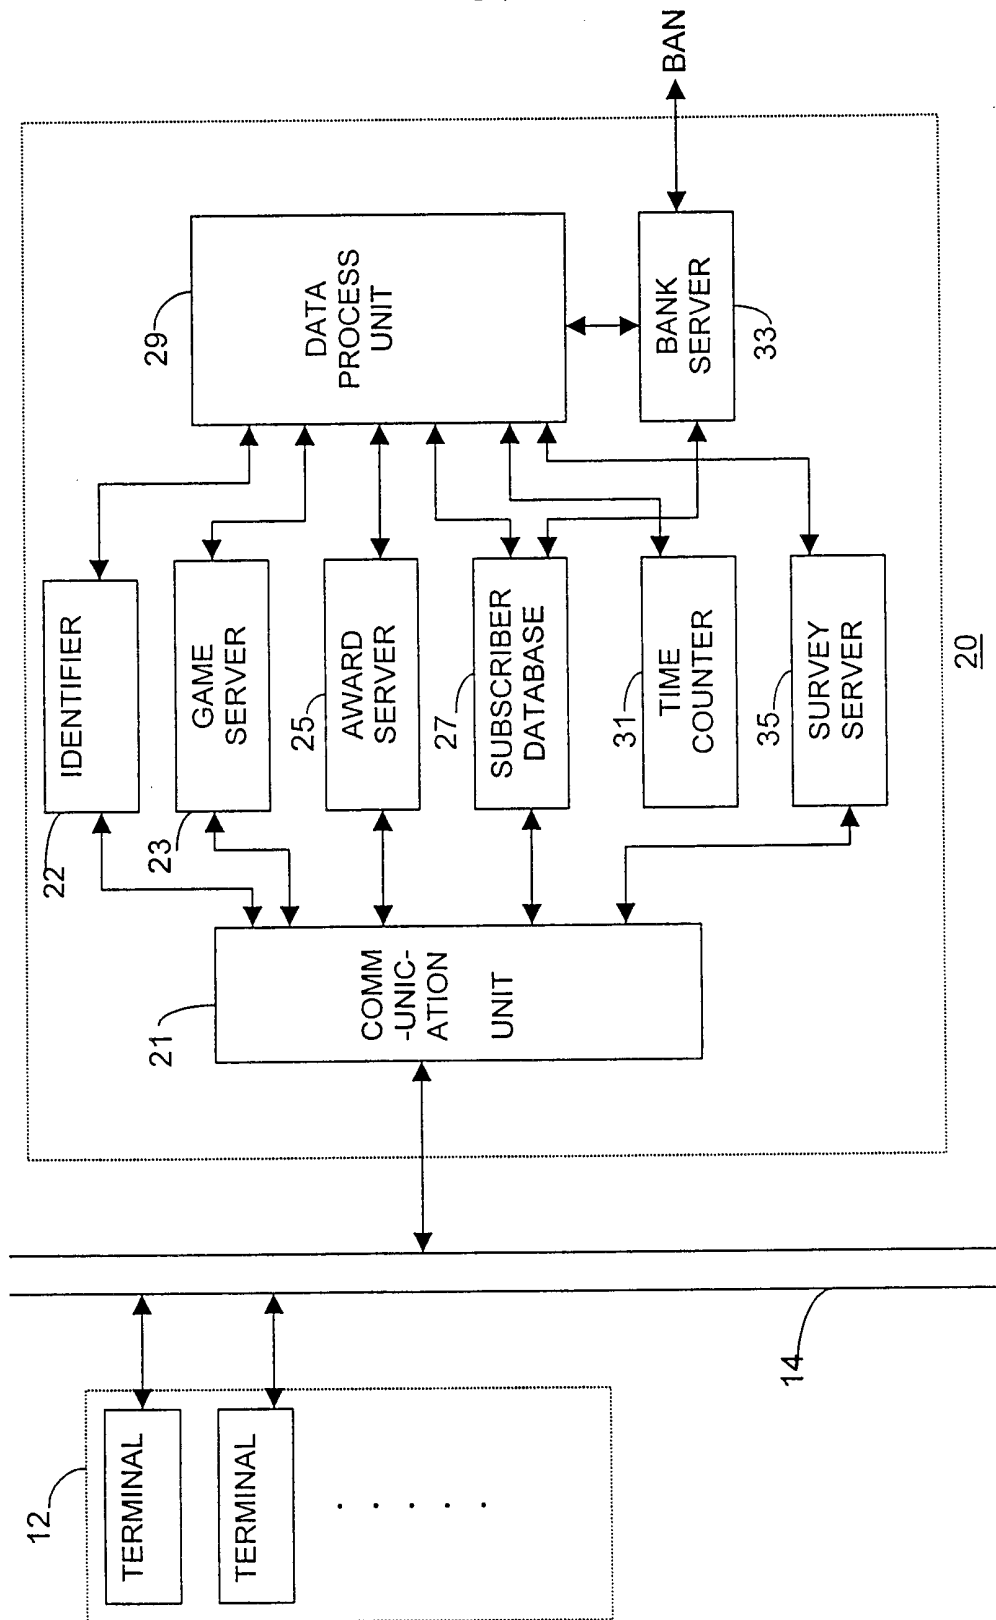 12
TERMINAL
TERMINAL
. . . . .
14
20
21
COMM
-UNIC-
ATION
UNIT
22
IDENTIFIER
23
GAME
SERVER
25
AWARD
SERVER
27
SUBSCRIBER
DATABASE
31
TIME
COUNTER
35
SURVEY
SERVER
29
DATA
PROCESS
UNIT
BANK
SERVER
33
BAN